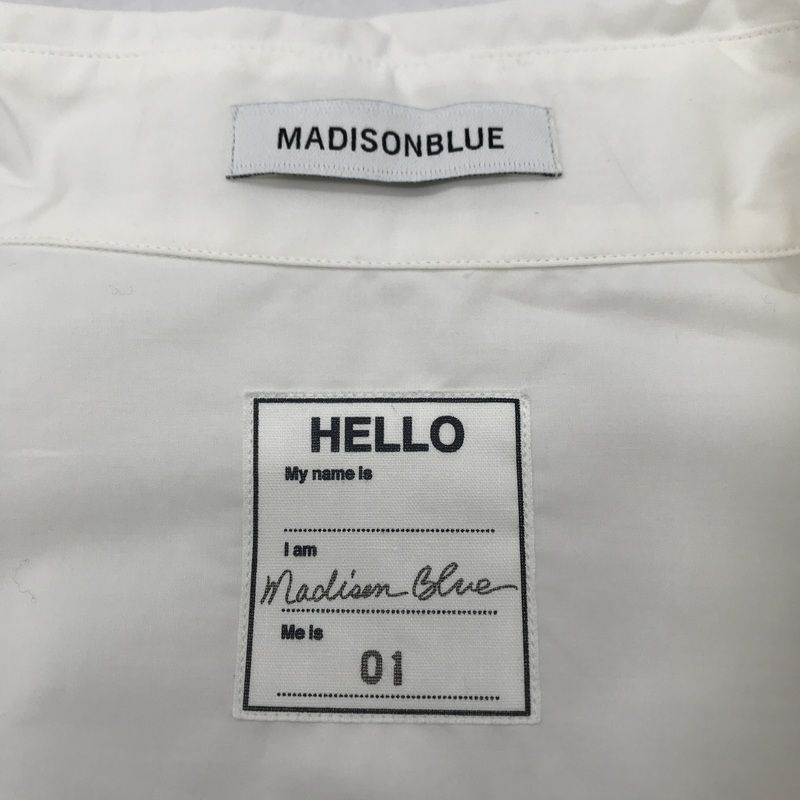 MADISONBLUE
HELLO
My name is
I am
Madison Blue
Me is
01